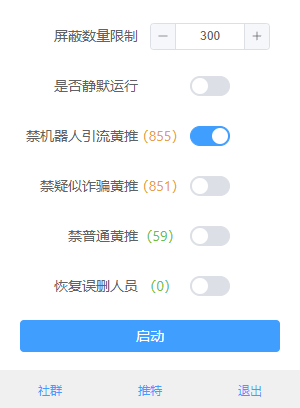 屏蔽数量限制 − 300 +
是否静默运行
禁机器人引流黄推 (855)
禁疑似诈骗黄推 (851)
禁普通黄推 (59)
恢复误删人员 (0)
启动
社群 推特 退出